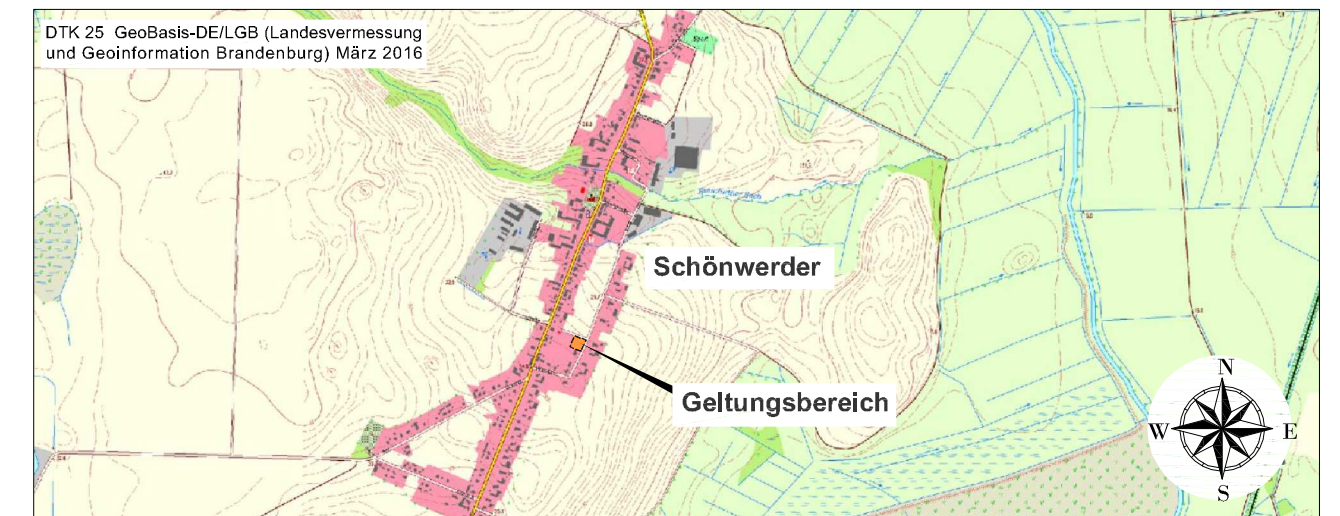 DTK 25 GeoBasis-DE/LGB (Landesvermessung
und Geoinformation Brandenburg) März 2016
Schönwerder
Geltungsbereich
N
W
E
S